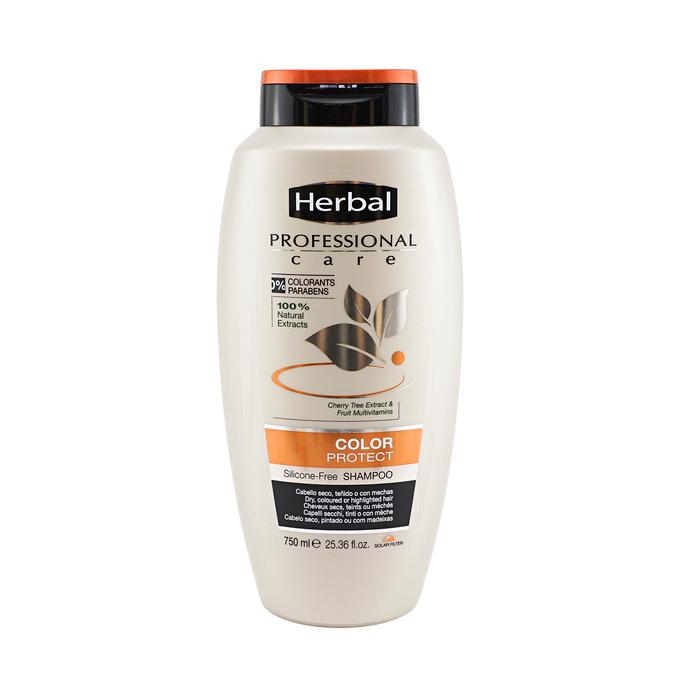 Herbal
PROFESSIONAL
care
0% COLORANTS
PARABENS
100%
Natural
Extracts
Cherry Tree Extract &
Fruit Multivitamins
COLOR
PROTECT
Silicone-Free SHAMPOO
Cabello seco, teñido o con mechas
Dry, coloured or highlighted hair
Cheveux secs, teints ou méchés
Capelli secchi, tinti o con mèche
Cabelo seco, pintado ou com madeixas
750 ml ℮ 25.36 fl.oz. SOLAR FILTER